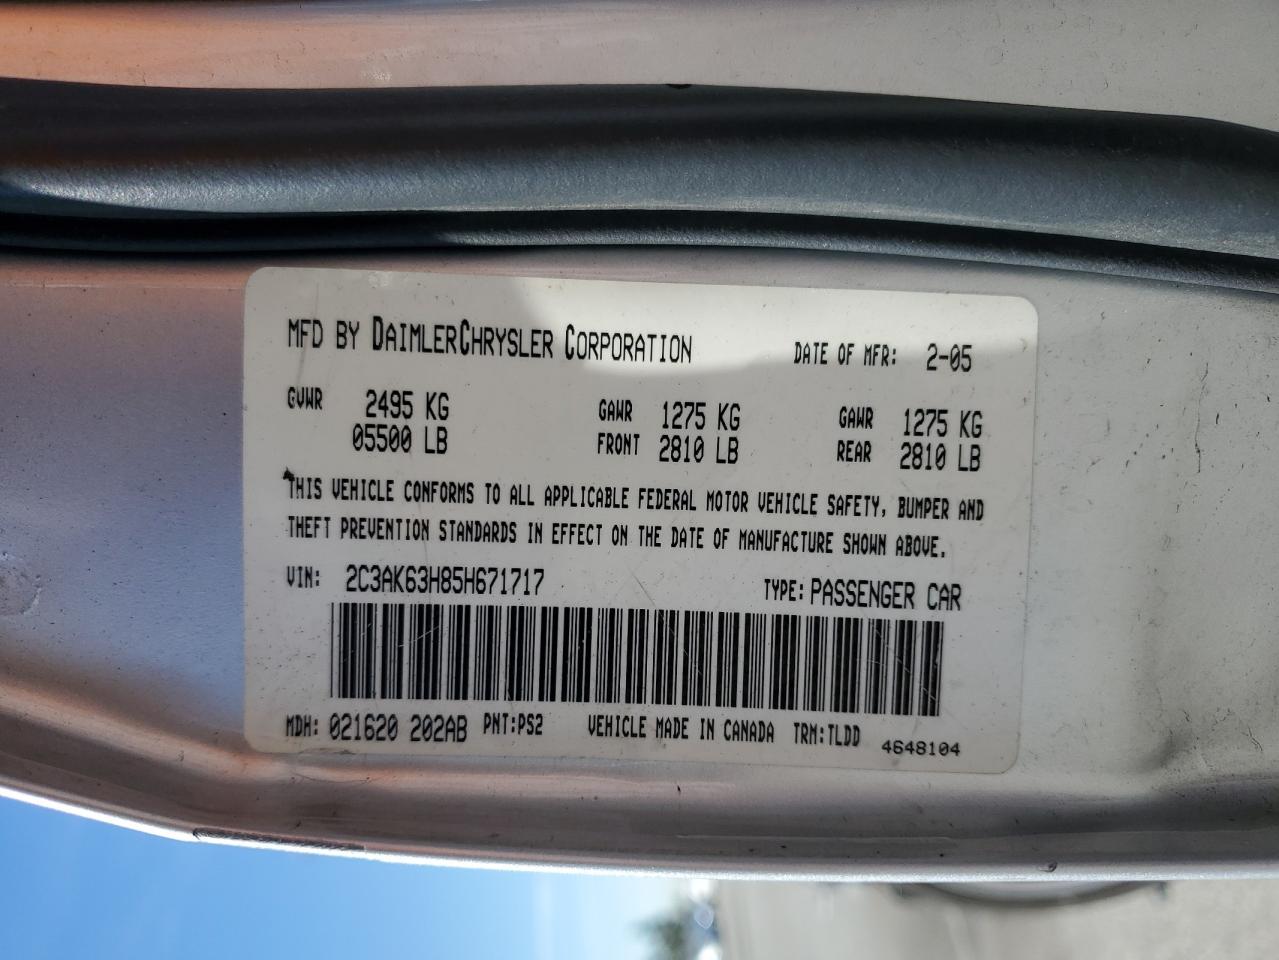 MFD BY DAIMLERCHRYSLER CORPORATION DATE OF MFR: 2-05
GVWR 2495 KG GAWR 1275 KG GAWR 1275 KG
05500 LB FRONT 2810 LB REAR 2810 LB
THIS VEHICLE CONFORMS TO ALL APPLICABLE FEDERAL MOTOR VEHICLE SAFETY, BUMPER AND
THEFT PREVENTION STANDARDS IN EFFECT ON THE DATE OF MANUFACTURE SHOWN ABOVE.
VIN: 2C3AK63H85H671717 TYPE: PASSENGER CAR
MDH: 021620 202AB PNT:PS2 VEHICLE MADE IN CANADA TRM:TLDD 4648104